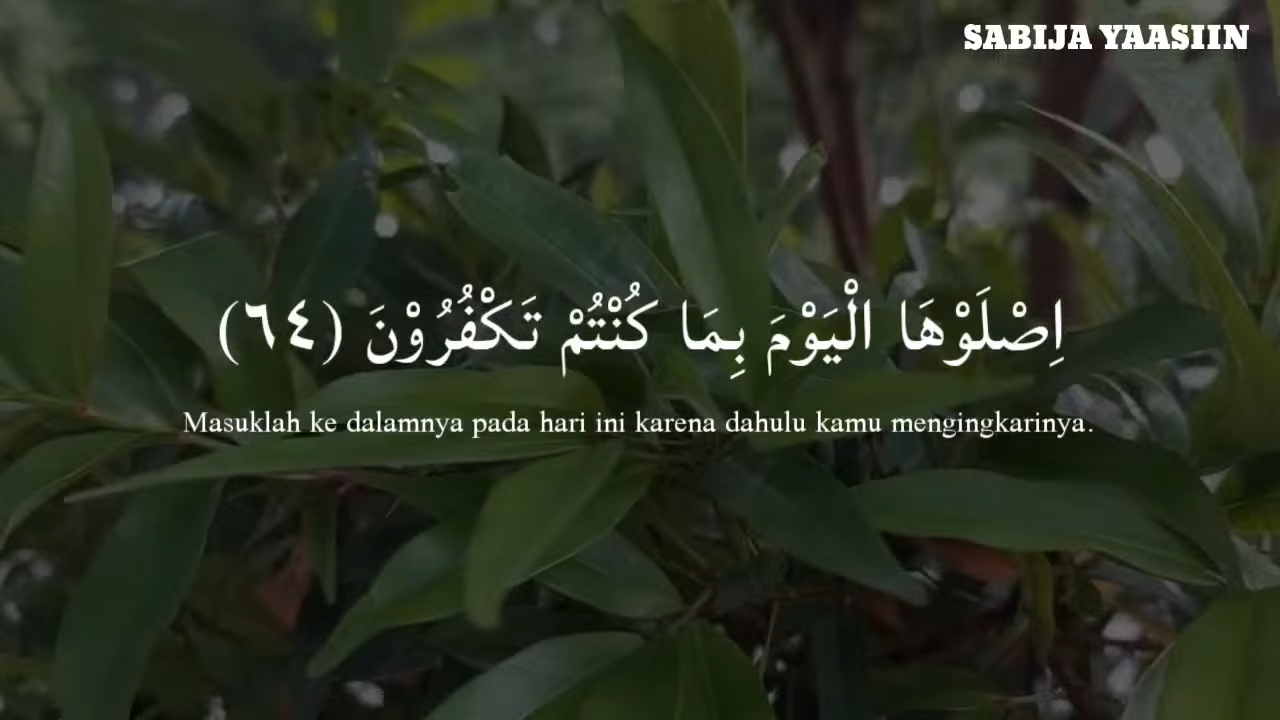 SABIJA YAASIIN
اِصْلَوْهَا الْيَوْمَ بِمَا كُنْتُمْ تَكْفُرُوْنَ (٦٤)
Masuklah ke dalamnya pada hari ini karena dahulu kamu mengingkarinya.